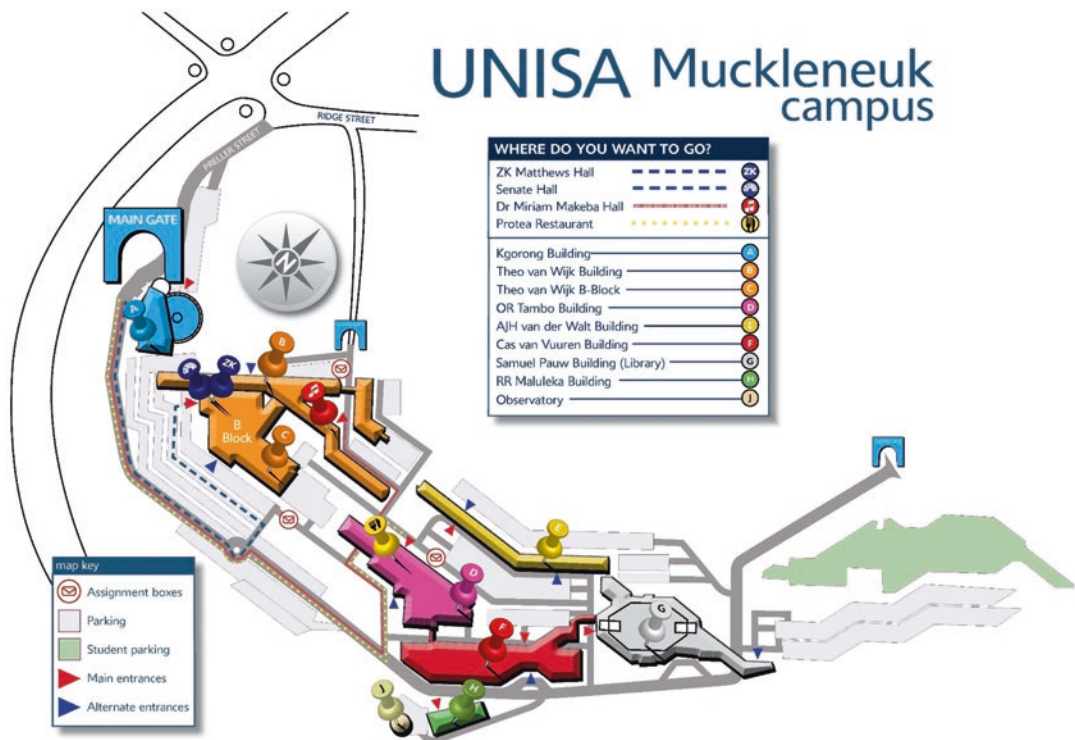 UNISA Muckleneuk
campus
RIDGE STREET
PRELLER STREET
WHERE DO YOU WANT TO GO?
ZK Matthews Hall ZK
Senate Hall
Dr Miriam Makeba Hall
Protea Restaurant
Kgorong Building A
Theo van Wijk Building B
Theo van Wijk B-Block C
OR Tambo Building D
AJH van der Walt Building E
Cas van Vuuren Building F
Samuel Pauw Building (Library) G
RR Maluleka Building H
Observatory J
MAIN GATE
N
A
B
ZK
B
Block
C
E
D
G
F
J
H
map key
Assignment boxes
Parking
Student parking
Main entrances
Alternate entrances